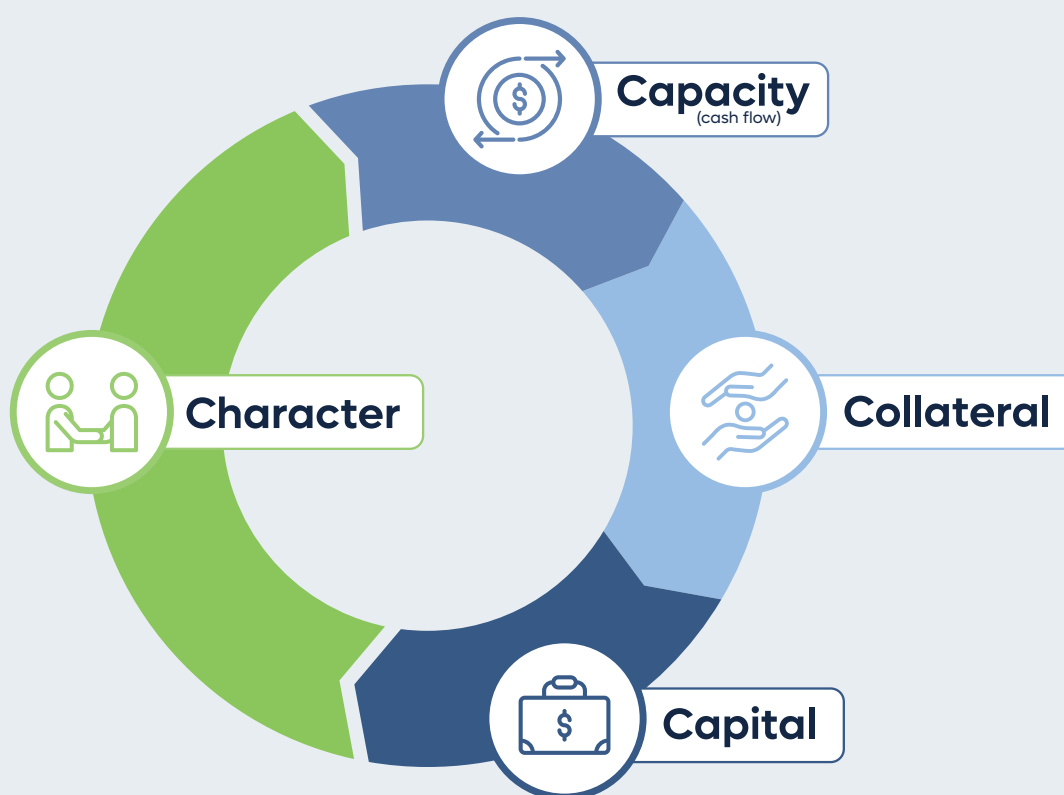 $
Capacity
(cash flow)
Character
Collateral
$
Capital